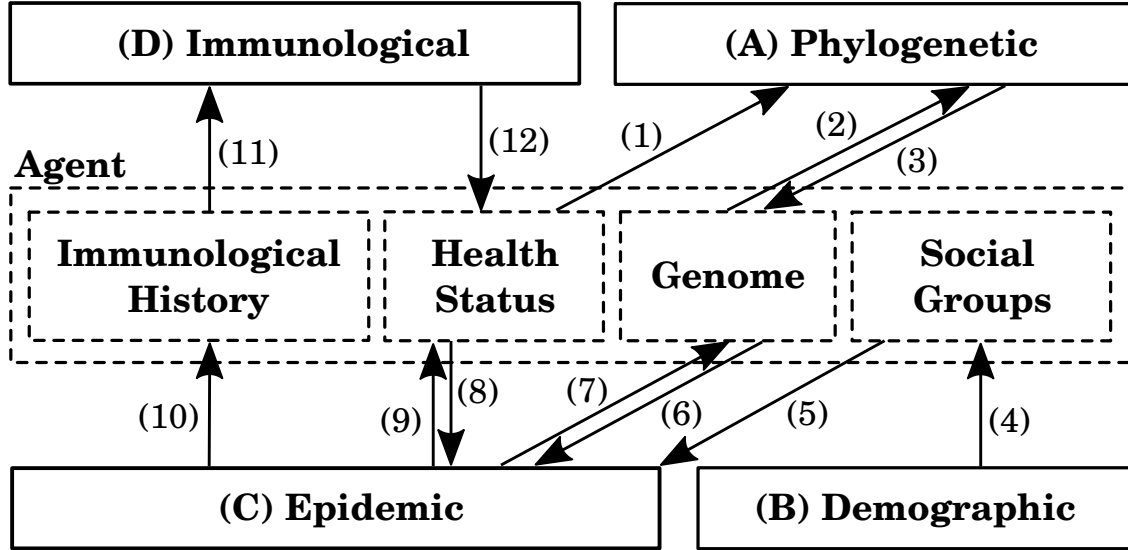 (D) Immunological
(A) Phylogenetic
(11)
(12)
(1)
(2)
(3)
Agent
Immunological
History
Health
Status
Genome
Social
Groups
(10)
(9)
(8)
(7)
(6)
(5)
(4)
(C) Epidemic
(B) Demographic